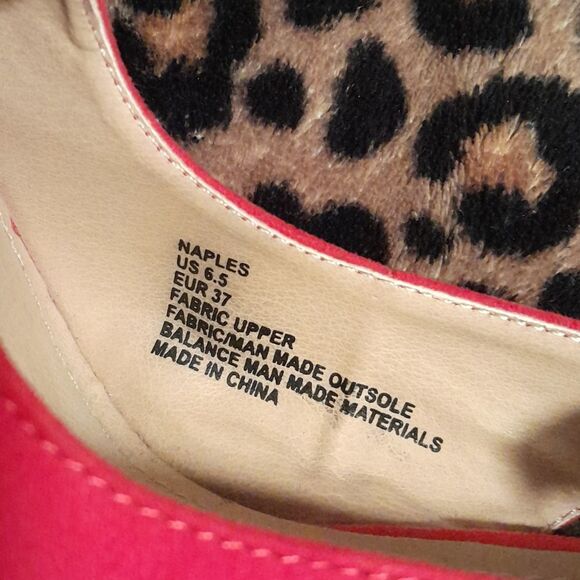 NAPLES
US 6.5
EUR 37
FABRIC UPPER
FABRIC/MAN MADE OUTSOLE
BALANCE MAN MADE MATERIALS
MADE IN CHINA